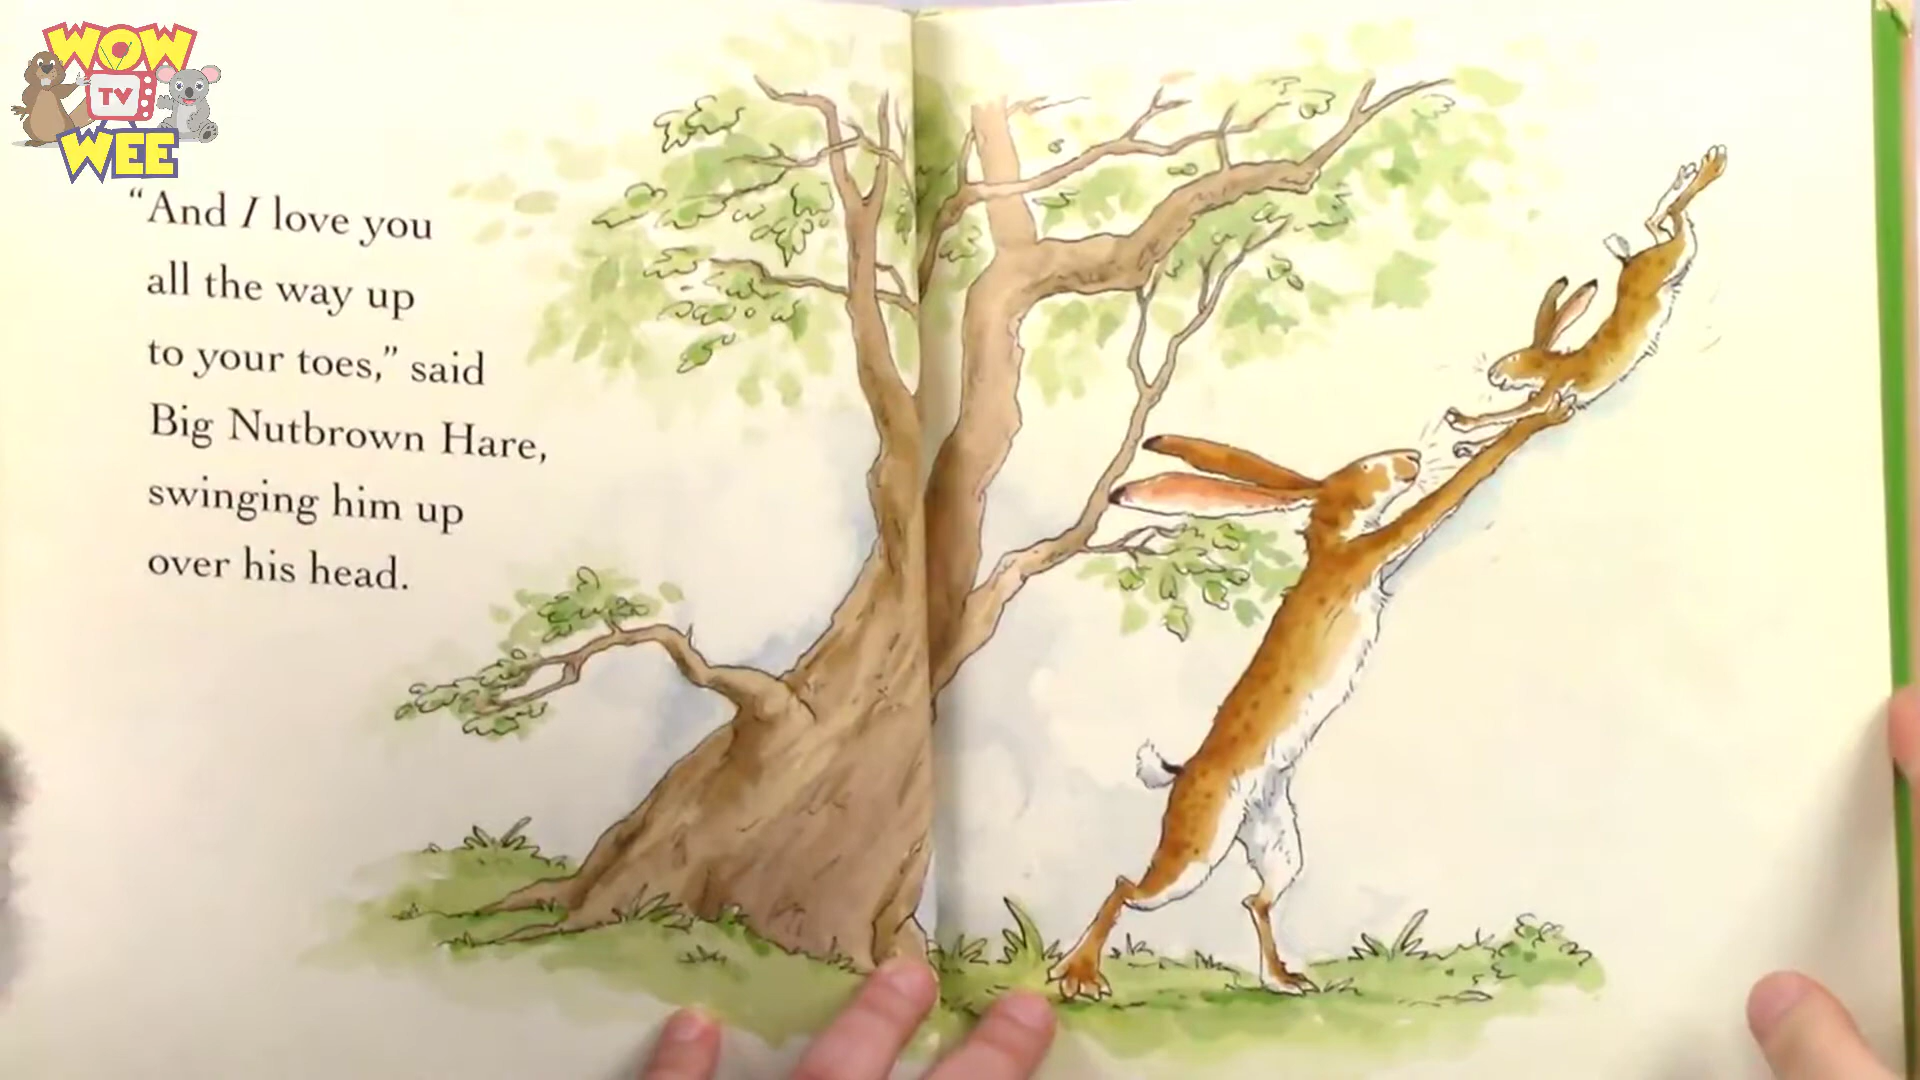 WOW
TV
WEE
“And I love you
all the way up
to your toes,” said
Big Nutbrown Hare,
swinging him up
over his head.